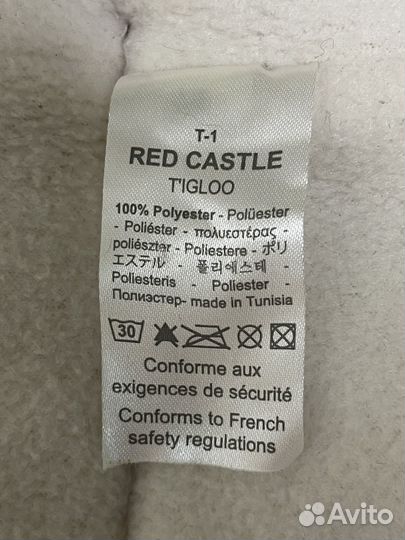 T-1
RED CASTLE
T'IGLOO
100% Polyester - Polüester
- Poliéster - πολυεστέρας -
poliészter - Poliestere - ポリ
エステル - 폴리에스테 -
Poliesteris - Poliester -
Полиэстер- made in Tunisia
30
Conforme aux
exigences de sécurité
Conforms to French
safety regulations
Avito